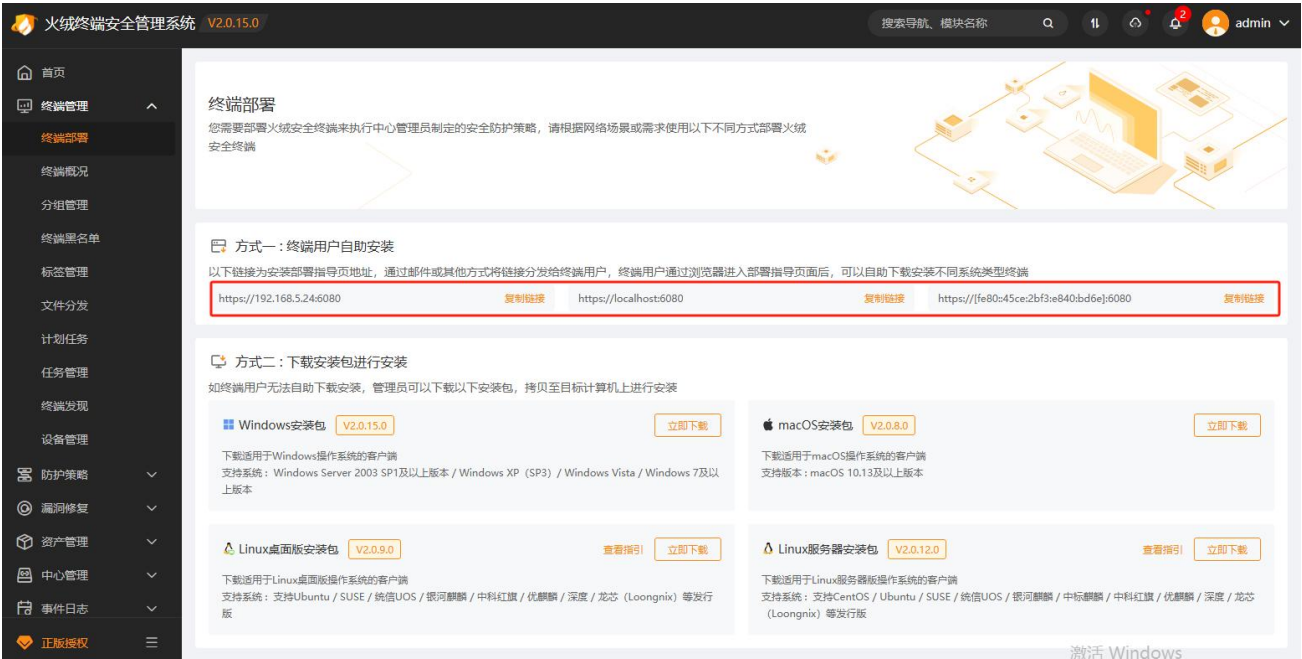 火绒终端安全管理系统 V2.0.15.0
搜索导航、模块名称
2
admin
首页
终端管理
终端部署
终端概况
分组管理
终端黑名单
标签管理
文件分发
计划任务
任务管理
终端发现
设备管理
防护策略
漏洞修复
资产管理
中心管理
事件日志
正版授权
终端部署
您需要部署火绒安全终端来执行中心管理员制定的安全防护策略，请根据网络场景或需求使用以下不同方式部署火绒
安全终端
方式一：终端用户自助安装
以下链接为安装部署指导页地址，通过邮件或其他方式将链接分发给终端用户，终端用户通过浏览器进入部署指导页面后，可以自助下载安装不同系统类型终端
https://192.168.5.24:6080 复制链接 https://localhost:6080 复制链接 https://[fe80::45ce:2bf3:e840:bd6e]:6080 复制链接
方式二：下载安装包进行安装
如终端用户无法自助下载安装，管理员可以下载以下安装包，拷贝至目标计算机上进行安装
Windows安装包 V2.0.15.0 立即下载
下载适用于Windows操作系统的客户端
支持系统：Windows Server 2003 SP1及以上版本 / Windows XP（SP3）/ Windows Vista / Windows 7及以
上版本
macOS安装包 V2.0.8.0 立即下载
下载适用于macOS操作系统的客户端
支持版本：macOS 10.13及以上版本
Linux桌面版安装包 V2.0.9.0 查看指引 立即下载
下载适用于Linux桌面版操作系统的客户端
支持系统：支持Ubuntu / SUSE / 统信UOS / 银河麒麟 / 中科红旗 / 优麒麟 / 深度 / 龙芯（Loongnix）等发行
版
Linux服务器安装包 V2.0.12.0 查看指引 立即下载
下载适用于Linux服务器版操作系统的客户端
支持系统：支持CentOS / Ubuntu / SUSE / 统信UOS / 银河麒麟 / 中标麒麟 / 中科红旗 / 优麒麟 / 深度 / 龙芯
（Loongnix）等发行版
激活 Windows